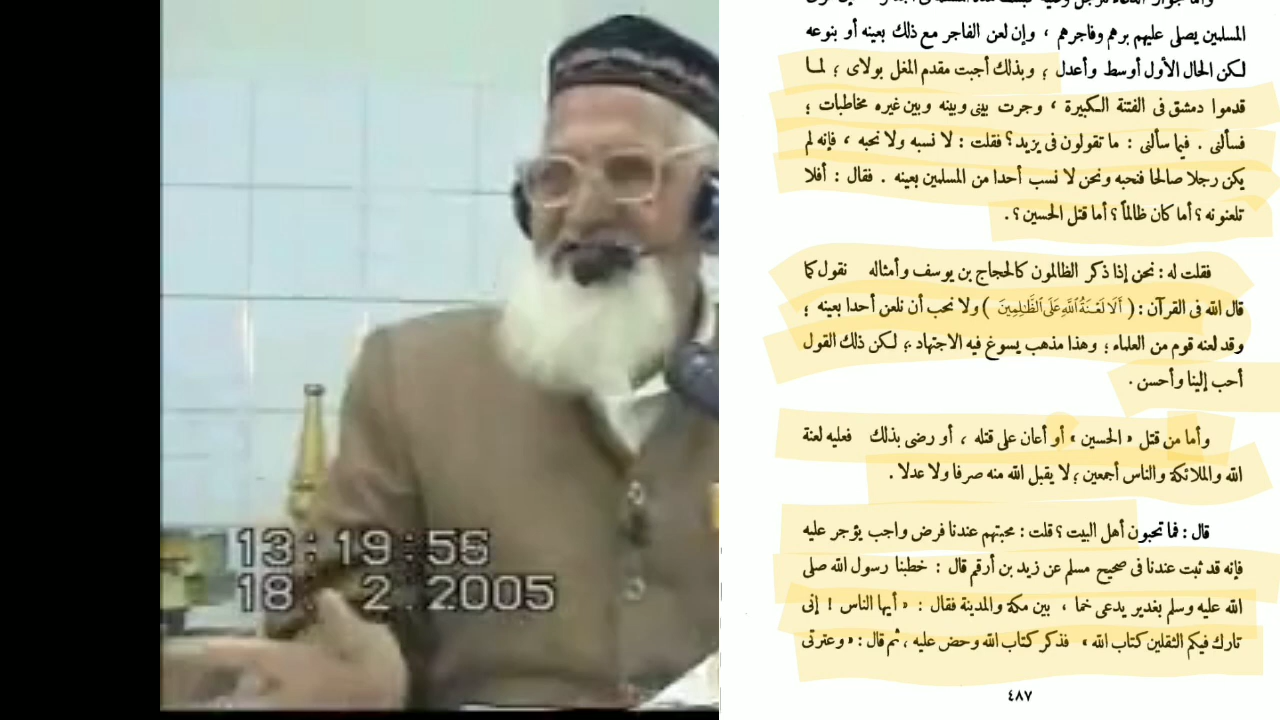 13:19:56
18. 2.2005
المسلمين يصلى عليهم برهم وفاجرهم ، وإن لعن الفاجر مع ذلك بعينه أو بنوعه
لكن الحال الأول أوسط وأعدل ؛ وبذلك أجبت مقدم المغل بولاى ؛ لما
قدموا دمشق فى الفتنة الكبيرة ، وجرت بينى وبينه وبين غيره مخاطبات ؛
فسألنى . فيما سألنى : ما تقولون فى يزيد؟ فقلت : لا نسبه ولا نحبه ، فإنه لم
يكن رجلا صالحا فنحبه ونحن لا نسب أحدا من المسلمين بعينه . فقال : أفلا
تلعنونه ؟ أما كان ظالماً ؟ أما قتل الحسين ؟ .
فقلت له : نحن إذا ذكر الظالمون كالحجاج بن يوسف وأمثاله نقول كما
قال الله فى القرآن : ( أَلَا لَعْنَةُ اللَّهِ عَلَى الظَّالِمِينَ ) ولا نحب أن نلعن أحدا بعينه ؛
وقد لعنه قوم من العلماء ؛ وهذا مذهب يسوغ فيه الاجتهاد ؛ لكن ذلك القول
أحب إلينا وأحسن .
وأما من قتل « الحسين » أو أعان على قتله ، أو رضى بذلك فعليه لعنة
الله والملائكة والناس أجمعين ؛ لا يقبل الله منه صرفا ولا عدلا .
قال : فما تحبون أهل البيت ؟ قلت : محبتهم عندنا فرض واجب يؤجر عليه
فإنه قد ثبت عندنا فى صحيح مسلم عن زيد بن أرقم قال : خطبنا رسول الله صلى
الله عليه وسلم بغدير يدعى خما ، بين مكة والمدينة فقال : « أيها الناس ! إنى
تارك فيكم الثقلين كتاب الله » فذكر كتاب الله وحض عليه ، ثم قال : « وعترتى
٤٨٧